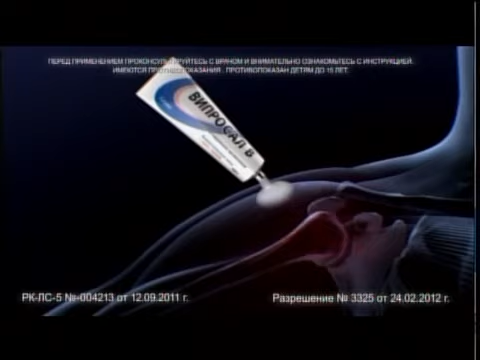 ПЕРЕД ПРИМЕНЕНИЕМ ПРОКОНСУЛЬТИРУЙТЕСЬ С ВРАЧОМ И ВНИМАТЕЛЬНО ОЗНАКОМЬТЕСЬ С ИНСТРУКЦИЕЙ.
ИМЕЮТСЯ ПРОТИВОПОКАЗАНИЯ. ПРОТИВОПОКАЗАН ДЕТЯМ ДО 15 ЛЕТ.
ВИПРОСАЛ В
РК-ЛС-5 №-004213 от 12.09.2011 г.
Разрешение № 3325 от 24.02.2012 г.